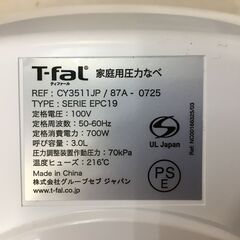 T-fal 家庭用圧力なべ
ティファール
REF : CY3511JP / 87A - 0725
TYPE : SERIE EPC19
定格電圧 : 100V
定格周波数 : 50-60Hz
定格消費電力 : 700W
呼び容量 : 3.0L
圧力調整装置作動圧力 : 70kPa
温度ヒューズ : 216℃
Made in China
株式会社グループセブ ジャパン
www.t-fal.co.jp
UL Japan
PS
E